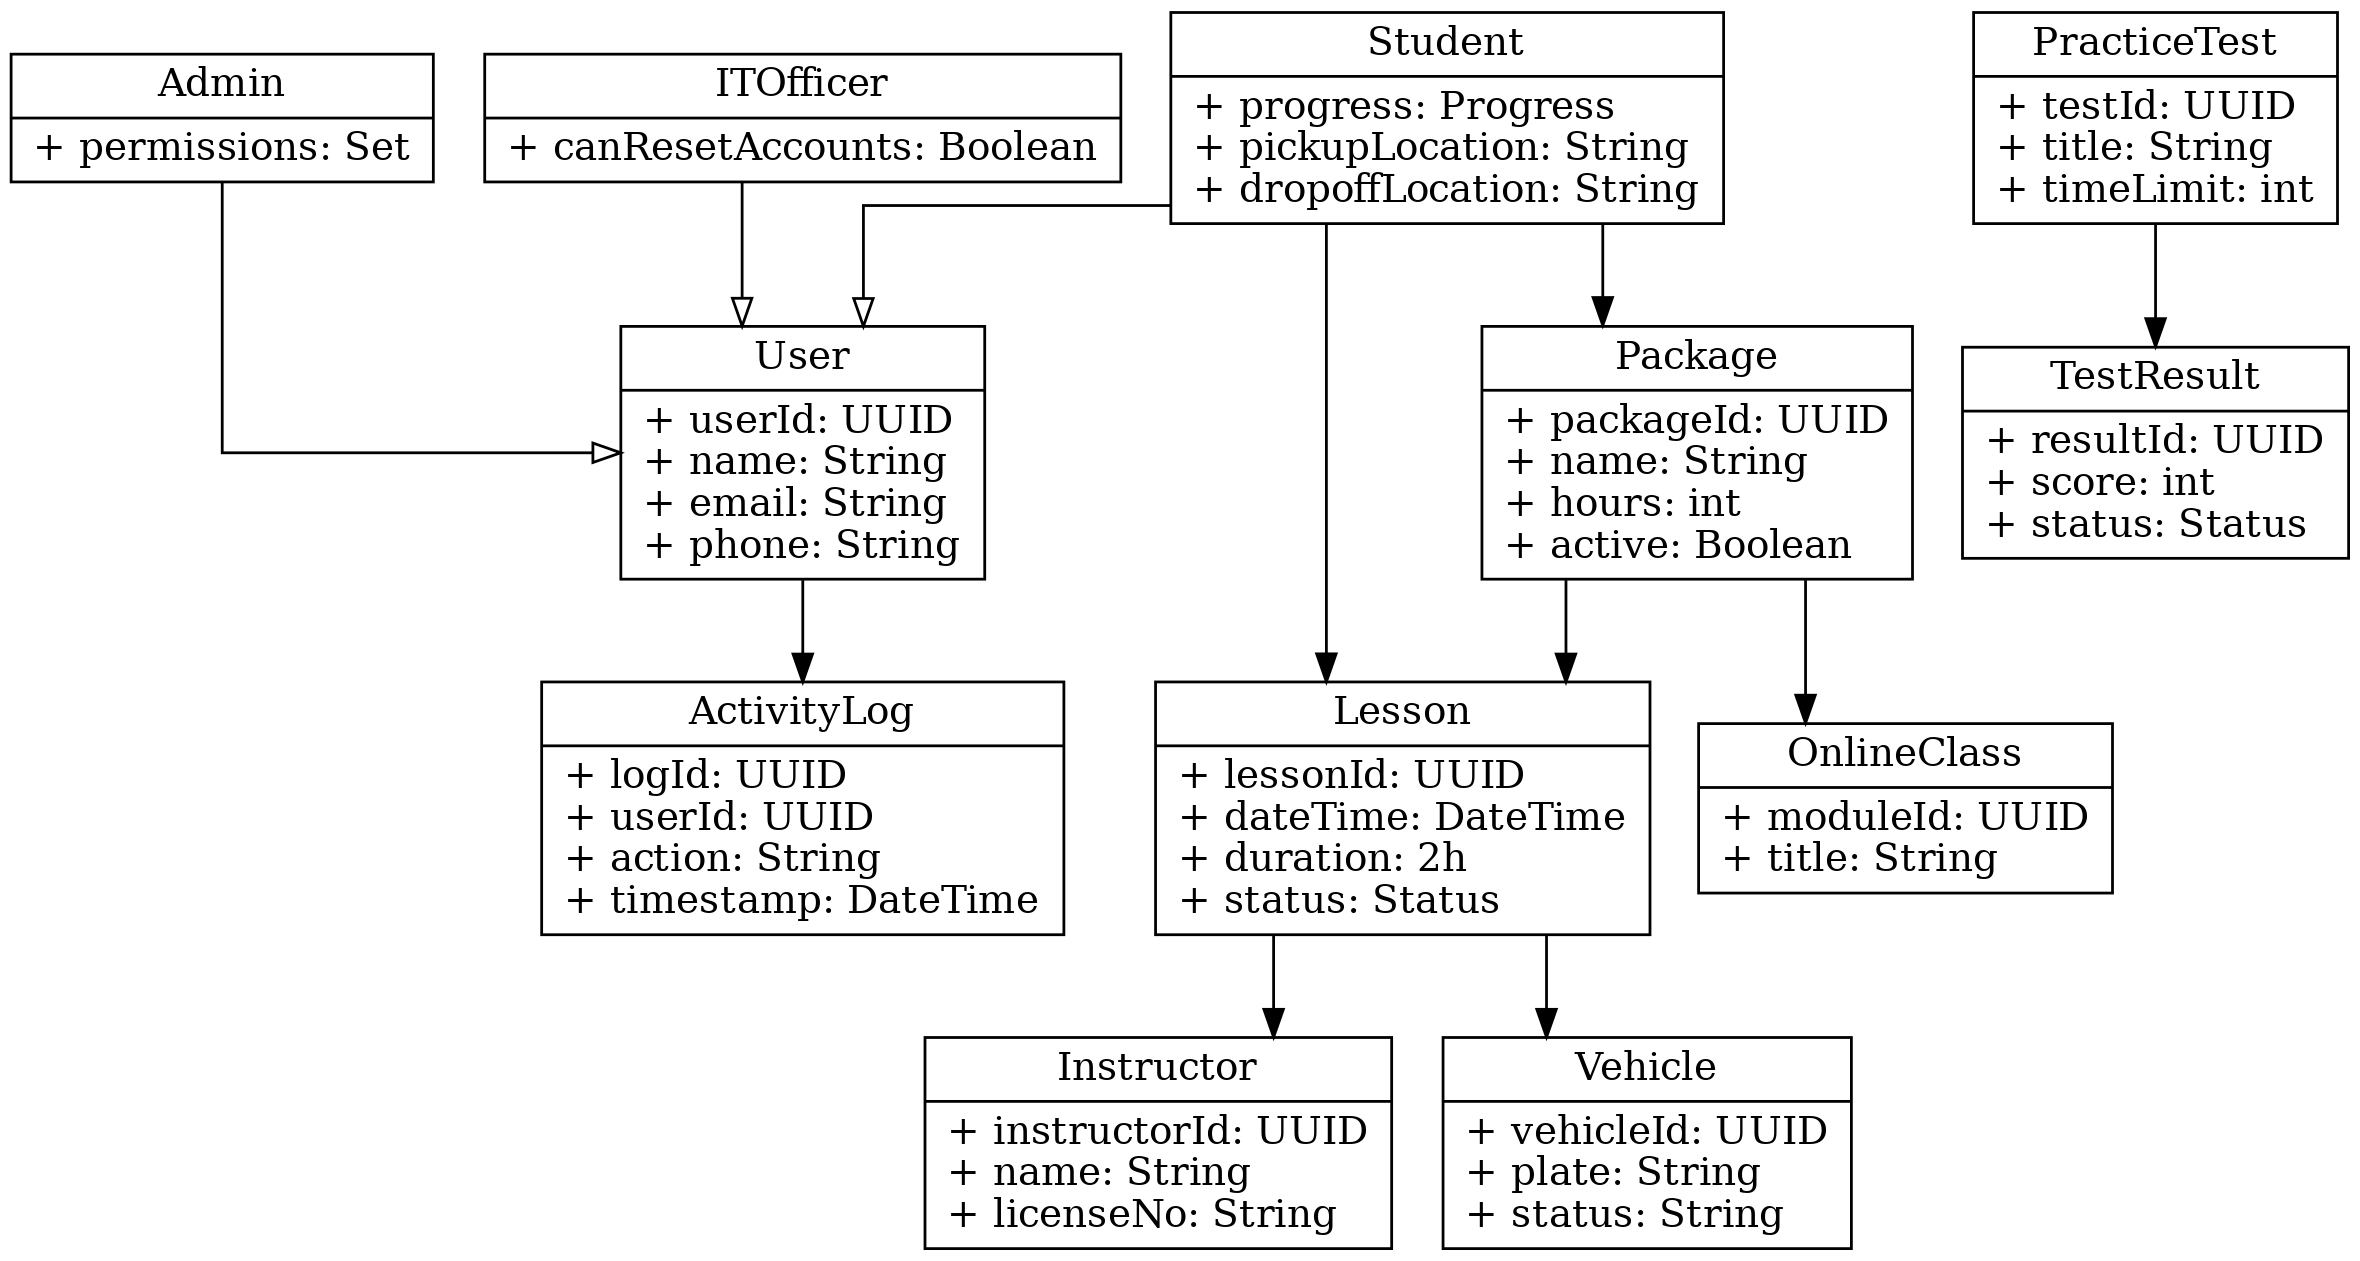 Admin
+ permissions: Set
ITOfficer
+ canResetAccounts: Boolean
Student
+ progress: Progress
+ pickupLocation: String
+ dropoffLocation: String
PracticeTest
+ testId: UUID
+ title: String
+ timeLimit: int
User
+ userId: UUID
+ name: String
+ email: String
+ phone: String
Package
+ packageId: UUID
+ name: String
+ hours: int
+ active: Boolean
TestResult
+ resultId: UUID
+ score: int
+ status: Status
ActivityLog
+ logId: UUID
+ userId: UUID
+ action: String
+ timestamp: DateTime
Lesson
+ lessonId: UUID
+ dateTime: DateTime
+ duration: 2h
+ status: Status
OnlineClass
+ moduleId: UUID
+ title: String
Instructor
+ instructorId: UUID
+ name: String
+ licenseNo: String
Vehicle
+ vehicleId: UUID
+ plate: String
+ status: String